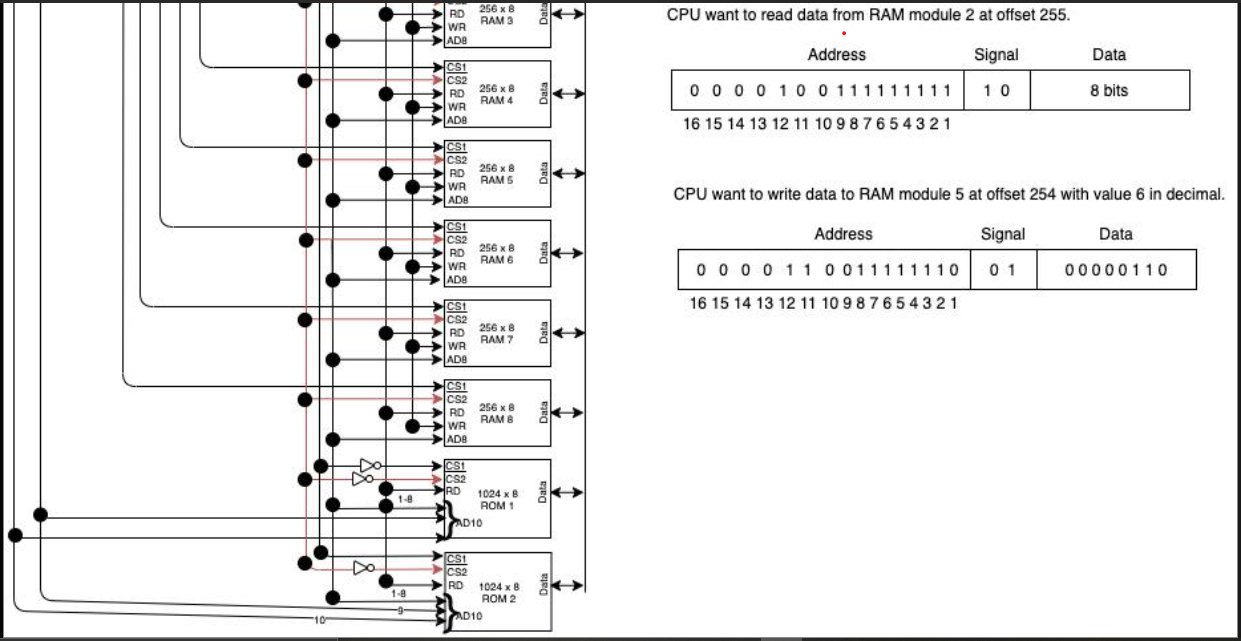 RD
256 x 8
RAM 3
WR
AD8
Data
CS1
CS2
RD
WR
AD8
256 x 8
RAM 4
Data
CS1
CS2
RD
WR
AD8
256 x 8
RAM 5
Data
CS1
CS2
RD
WR
AD8
256 x 8
RAM 6
Data
CS1
CS2
RD
WR
AD8
256 x 8
RAM 7
Data
CS1
CS2
RD
WR
AD8
256 x 8
RAM 8
Data
CS1
CS2
RD
1-8
AD10
1024 x 8
ROM 1
Data
CS1
CS2
RD
1-8
9
10
AD10
1024 x 8
ROM 2
Data
CPU want to read data from RAM module 2 at offset 255.
Address Signal Data
0 0 0 0 1 0 0 1 1 1 1 1 1 1 1 1 1 0 8 bits
16 15 14 13 12 11 10 9 8 7 6 5 4 3 2 1
CPU want to write data to RAM module 5 at offset 254 with value 6 in decimal.
Address Signal Data
0 0 0 0 1 1 0 0 1 1 1 1 1 1 1 0 0 1 0 0 0 0 0 1 1 0
16 15 14 13 12 11 10 9 8 7 6 5 4 3 2 1